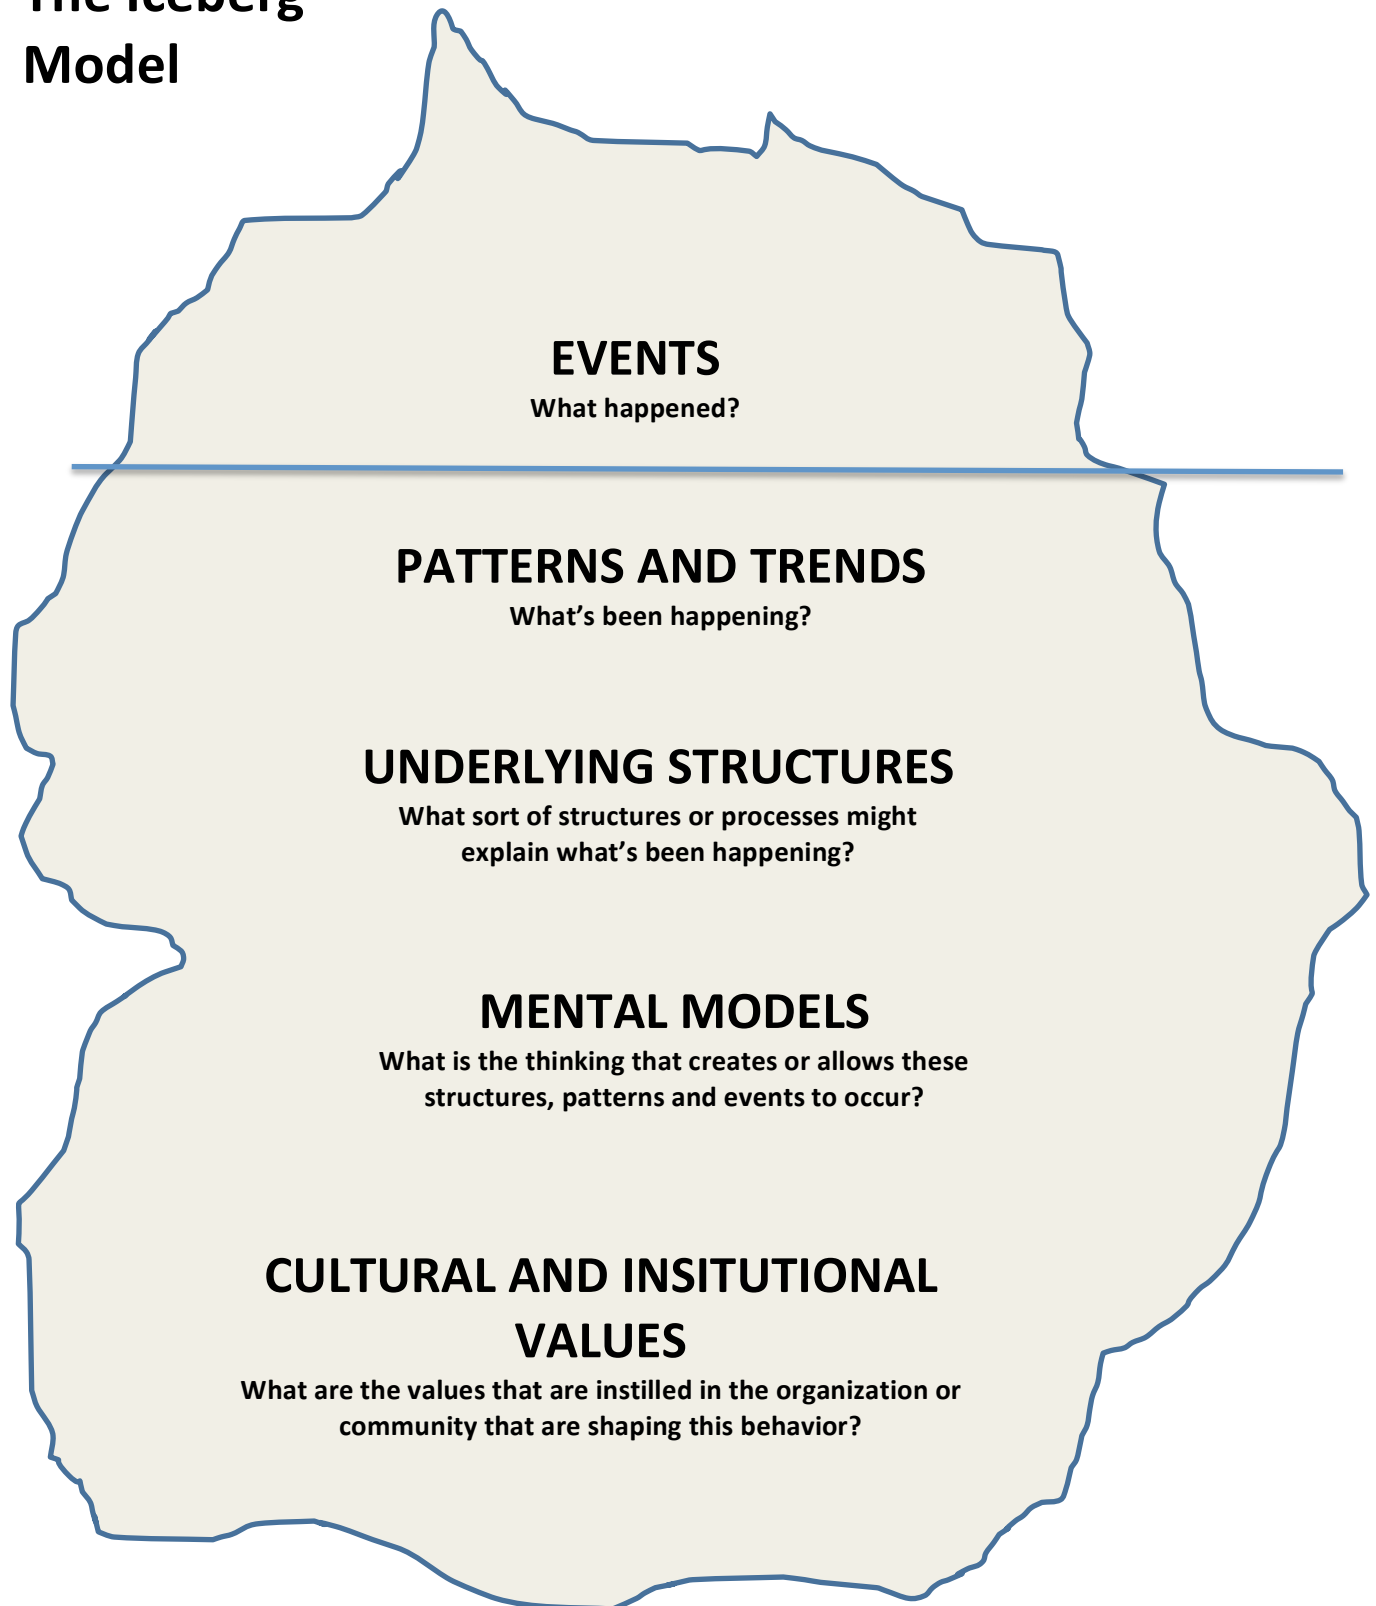 The Iceberg
Model
EVENTS
What happened?
PATTERNS AND TRENDS
What’s been happening?
UNDERLYING STRUCTURES
What sort of structures or processes might
explain what’s been happening?
MENTAL MODELS
What is the thinking that creates or allows these
structures, patterns and events to occur?
CULTURAL AND INSITUTIONAL
VALUES
What are the values that are instilled in the organization or
community that are shaping this behavior?